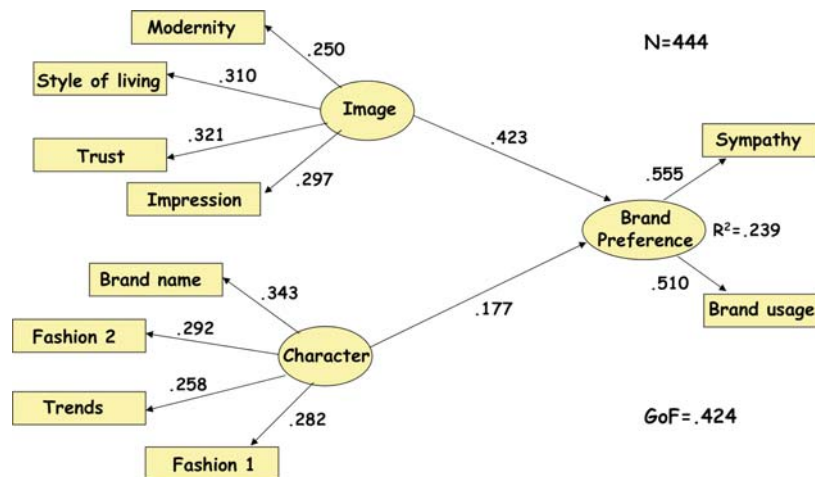 Modernity
.250
N=444
Style of living
.310
Image
.321
.423
Sympathy
Trust
.297
Impression
.555
Brand
Preference
R²=.239
Brand name
.343
.510
Brand usage
Fashion 2
.292
.177
Character
.258
Trends
.282
GoF=.424
Fashion 1